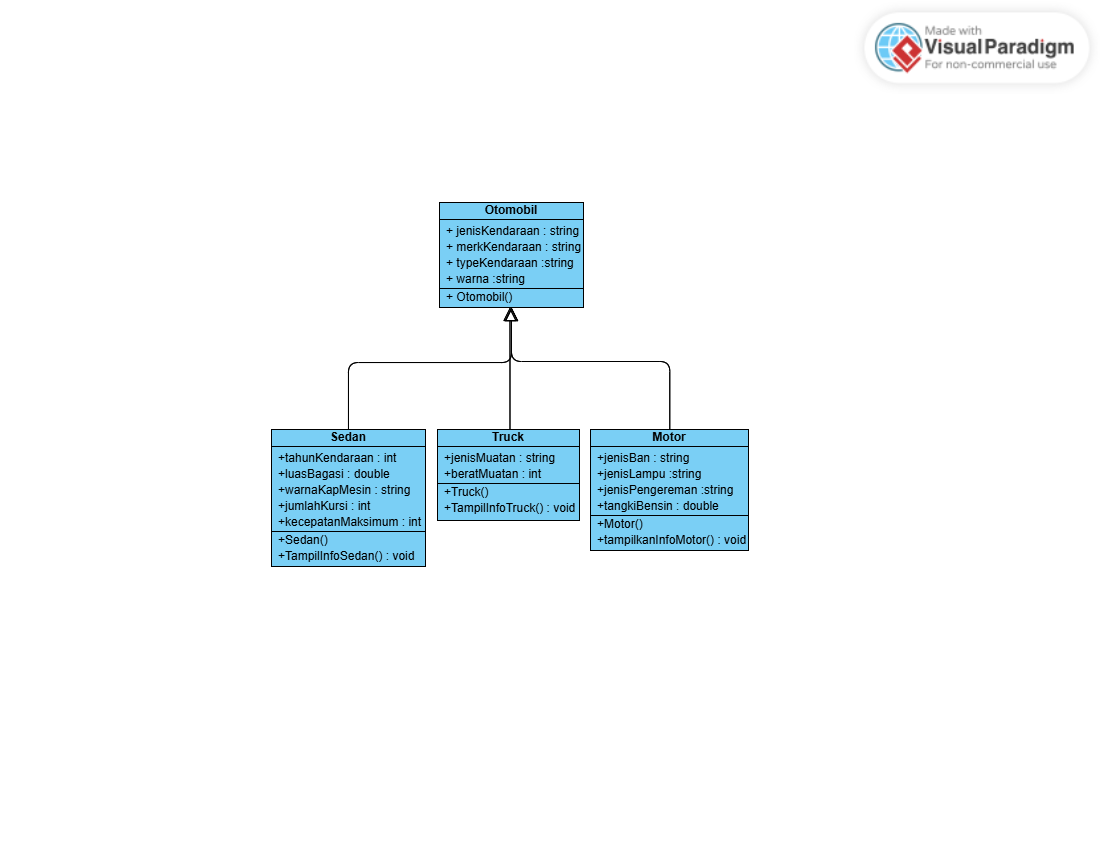 Made with
Visual Paradigm
For non-commercial use
Otomobil
+ jenisKendaraan : string
+ merkKendaraan : string
+ typeKendaraan :string
+ warna :string
+ Otomobil()
Sedan
+tahunKendaraan : int
+luasBagasi : double
+warnaKapMesin : string
+jumlahKursi : int
+kecepatanMaksimum : int
+Sedan()
+TampilInfoSedan() : void
Truck
+jenisMuatan : string
+beratMuatan : int
+Truck()
+TampilInfoTruck() : void
Motor
+jenisBan : string
+jenisLampu :string
+jenisPengereman :string
+tangkiBensin : double
+Motor()
+tampilkanInfoMotor() : void